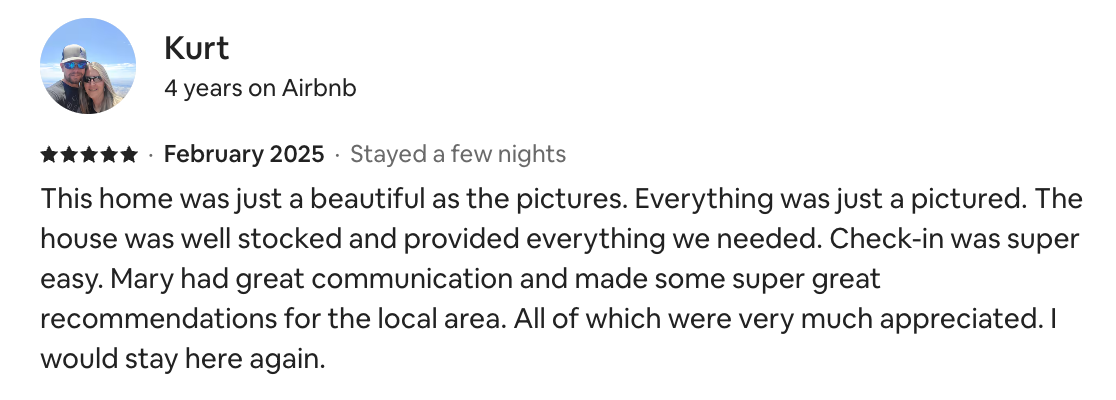 Kurt
4 years on Airbnb
★★★★★ · February 2025 · Stayed a few nights
This home was just a beautiful as the pictures. Everything was just a pictured. The
house was well stocked and provided everything we needed. Check-in was super
easy. Mary had great communication and made some super great
recommendations for the local area. All of which were very much appreciated. I
would stay here again.